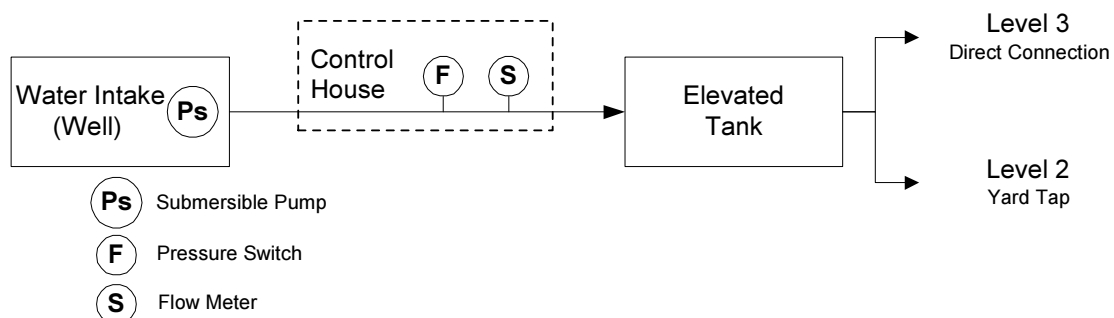 Water Intake
(Well)
Ps
Control
House
F
S
Elevated
Tank
Level 3
Direct Connection
Level 2
Yard Tap
Ps Submersible Pump
F Pressure Switch
S Flow Meter